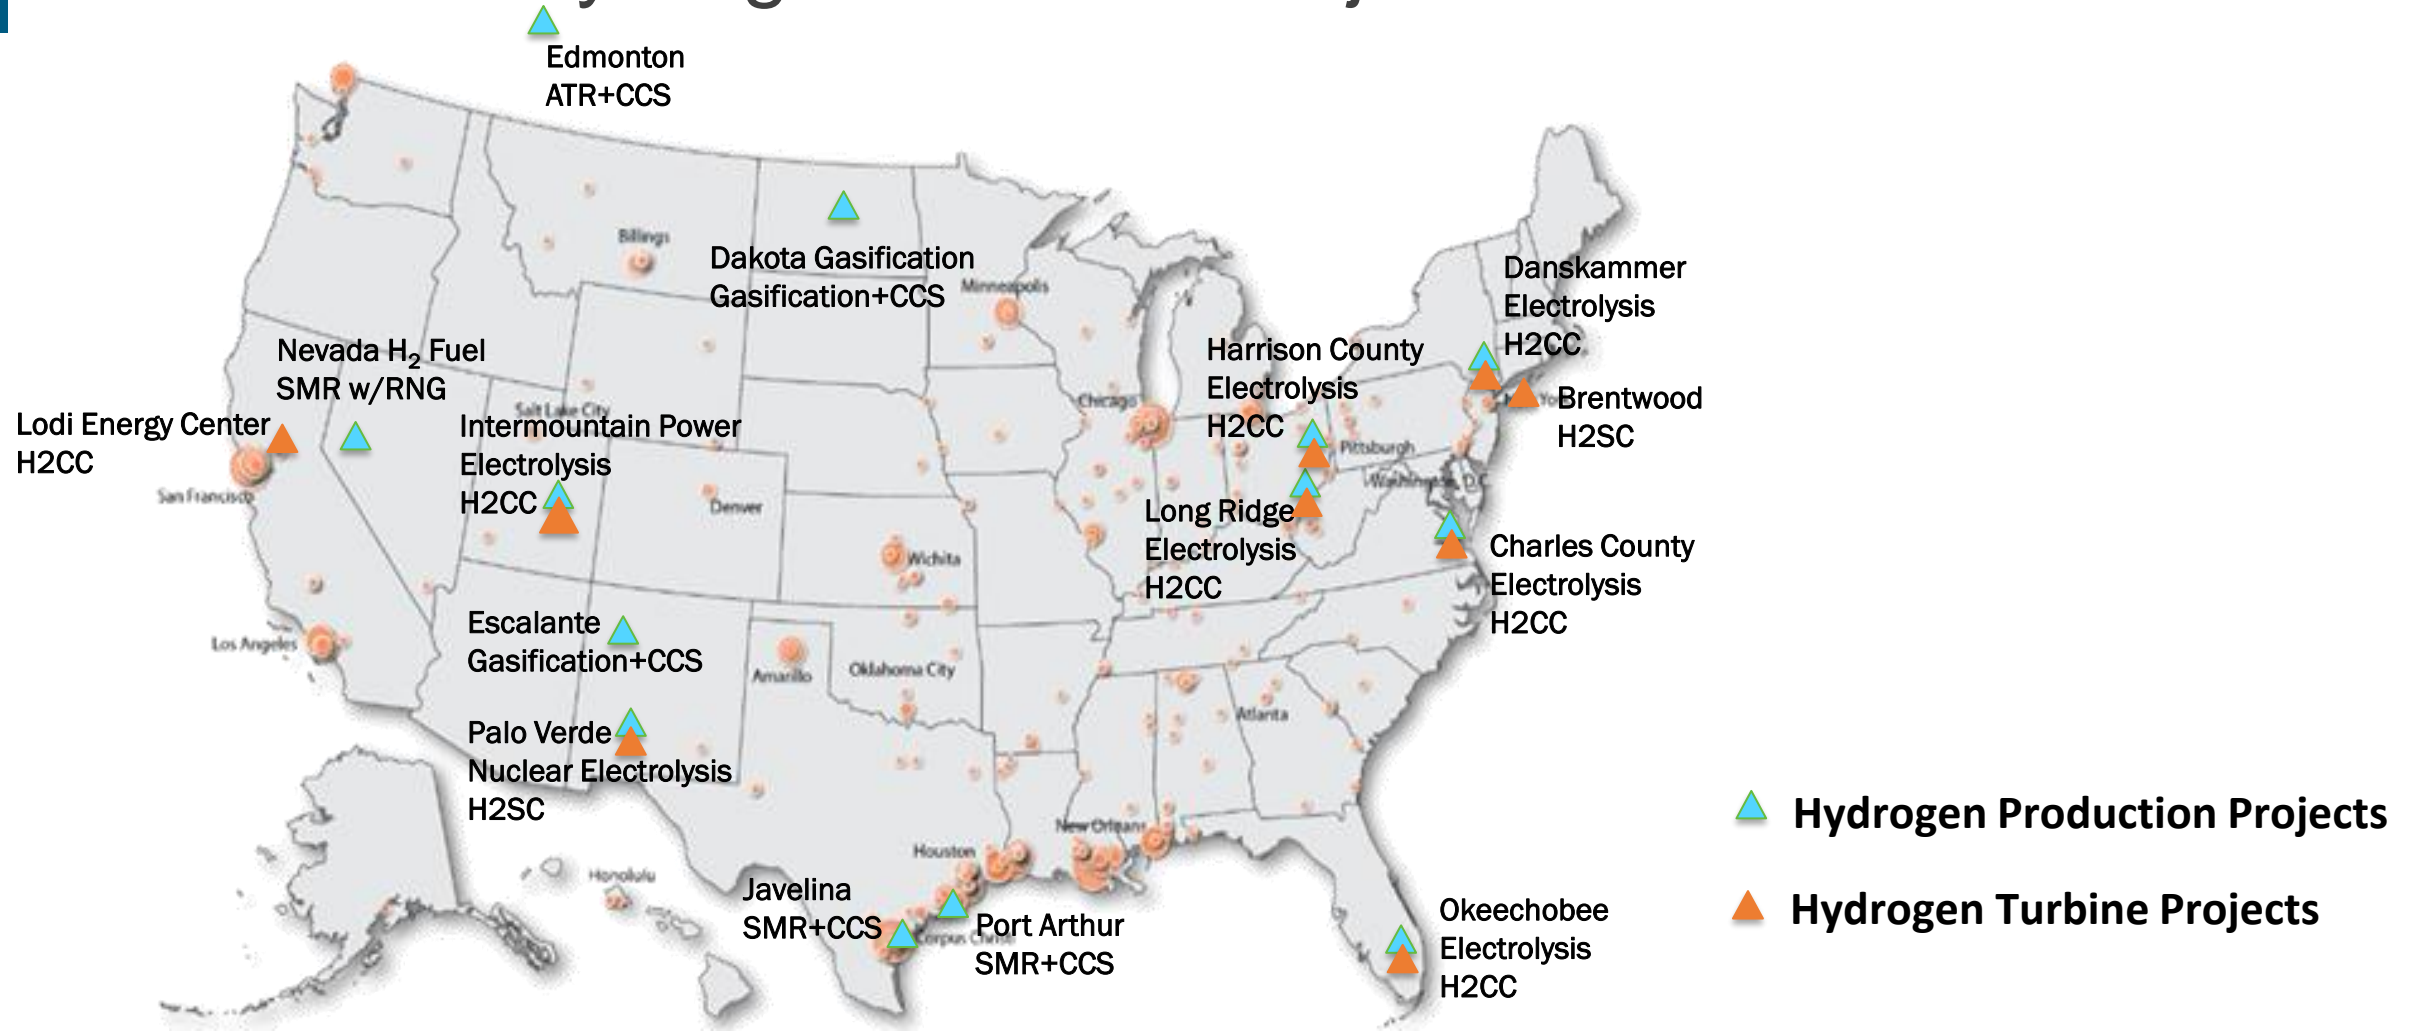 Edmonton
ATR+CCS
Billings
Dakota Gasification
Gasification+CCS
Minneapolis
Danskammer
Electrolysis
H2CC
Nevada H₂ Fuel
SMR w/RNG
Harrison County
Electrolysis
H2CC
Chicago
Brentwood
H2SC
Lodi Energy Center
H2CC
San Francisco
Salt Lake City
Intermountain Power
Electrolysis
H2CC
Denver
Pittsburgh
Washington, D.C.
Long Ridge
Electrolysis
H2CC
Wichita
Charles County
Electrolysis
H2CC
Escalante
Gasification+CCS
Los Angeles
Amarillo
Oklahoma City
Palo Verde
Nuclear Electrolysis
H2SC
Atlanta
New Orleans
Houston
Honolulu
Javelina
SMR+CCS
Corpus Christi
Port Arthur
SMR+CCS
Okeechobee
Electrolysis
H2CC
Hydrogen Production Projects
Hydrogen Turbine Projects